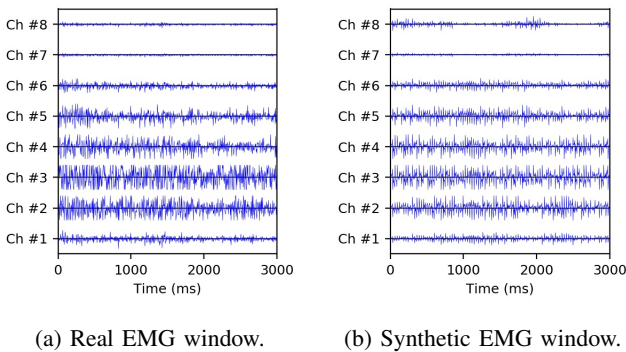 Ch #8
Ch #7
Ch #6
Ch #5
Ch #4
Ch #3
Ch #2
Ch #1
0 1000 2000 3000
Time (ms)
(a) Real EMG window.
Ch #8
Ch #7
Ch #6
Ch #5
Ch #4
Ch #3
Ch #2
Ch #1
0 1000 2000 3000
Time (ms)
(b) Synthetic EMG window.